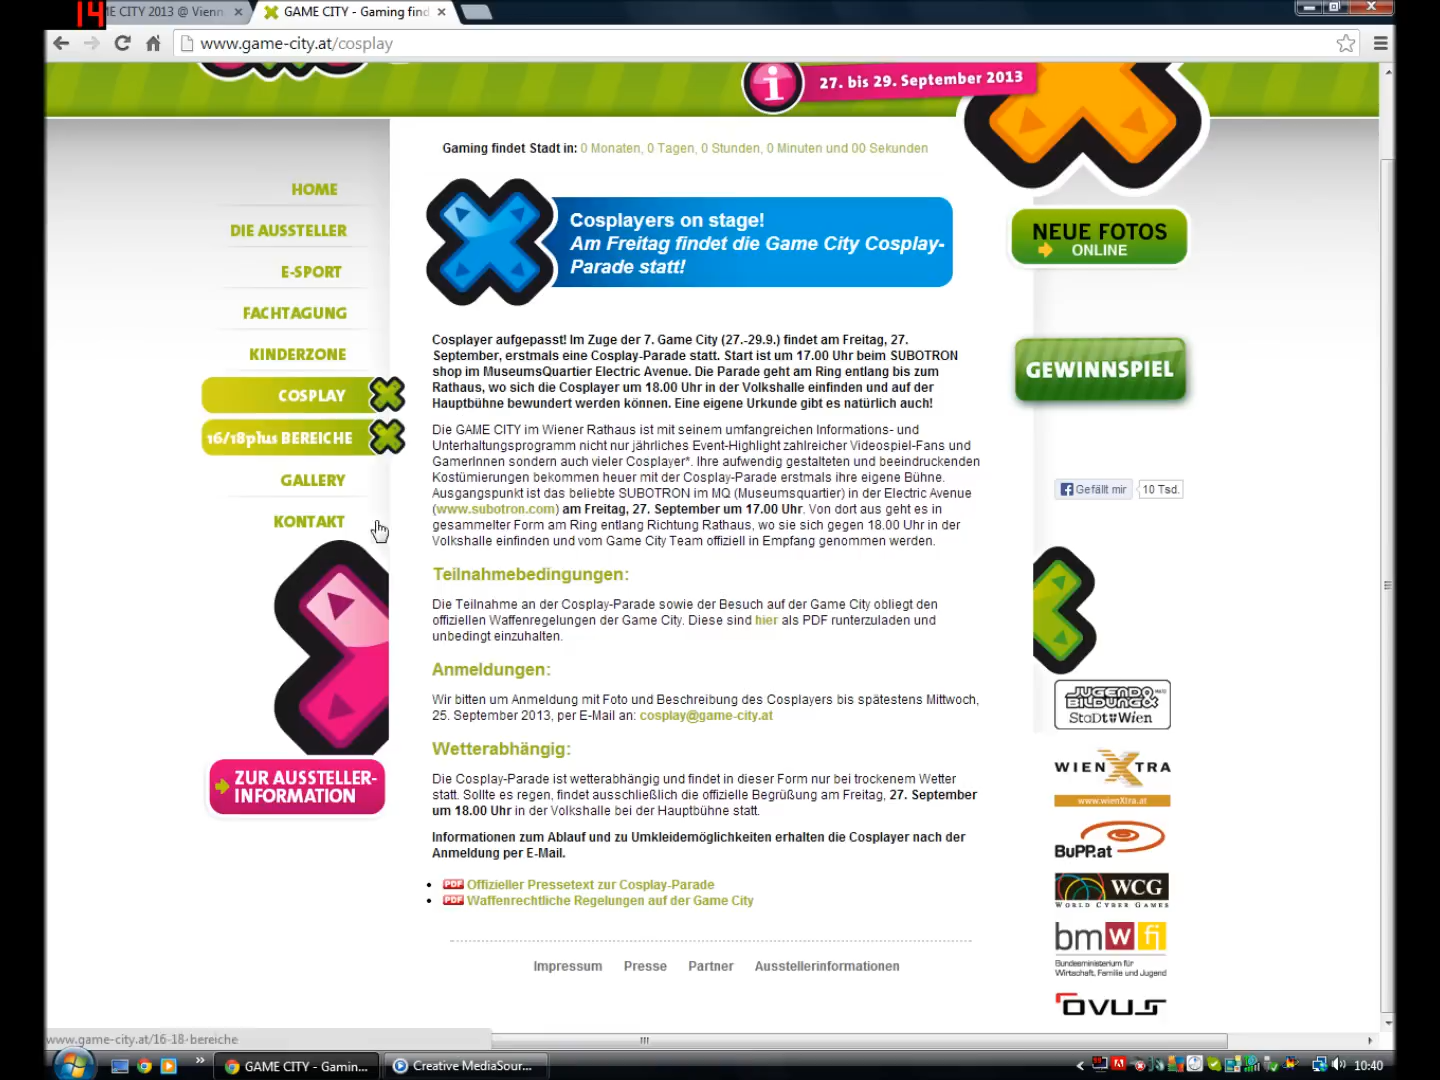 14
E CITY 2013 @ Vienn
GAME CITY - Gaming find
www.game-city.at/cosplay
27. bis 29. September 2013
Gaming findet Stadt in: 0 Monaten, 0 Tagen, 0 Stunden, 0 Minuten und 00 Sekunden
HOME
DIE AUSSTELLER
E-SPORT
FACHTAGUNG
KINDERZONE
COSPLAY
16/18plus BEREICHE
GALLERY
KONTAKT
ZUR AUSSTELLER-
INFORMATION
Cosplayers on stage!
Am Freitag findet die Game City Cosplay-
Parade statt!
Cosplayer aufgepasst! Im Zuge der 7. Game City (27.-29.9.) findet am Freitag, 27.
September, erstmals eine Cosplay-Parade statt. Start ist um 17.00 Uhr beim SUBOTRON
shop im MuseumsQuartier Electric Avenue. Die Parade geht am Ring entlang bis zum
Rathaus, wo sich die Cosplayer um 18.00 Uhr in der Volkshalle einfinden und auf der
Hauptbühne bewundert werden können. Eine eigene Urkunde gibt es natürlich auch!
Die GAME CITY im Wiener Rathaus ist mit seinem umfangreichen Informations- und
Unterhaltungsprogramm nicht nur jährliches Event-Highlight zahlreicher Videospiel-Fans und
GamerInnen sondern auch vieler Cosplayer*. Ihre aufwendig gestalteten und beeindruckenden
Kostümierungen bekommen heuer mit der Cosplay-Parade erstmals ihre eigene Bühne.
Ausgangspunkt ist das beliebte SUBOTRON im MQ (Museumsquartier) in der Electric Avenue
(www.subotron.com) am Freitag, 27. September um 17.00 Uhr. Von dort aus geht es in
gesammelter Form am Ring entlang Richtung Rathaus, wo sie sich gegen 18.00 Uhr in der
Volkshalle einfinden und vom Game City Team offiziell in Empfang genommen werden.
Teilnahmebedingungen:
Die Teilnahme an der Cosplay-Parade sowie der Besuch auf der Game City obliegt den
offiziellen Waffenregelungen der Game City. Diese sind hier als PDF runterzuladen und
unbedingt einzuhalten.
Anmeldungen:
Wir bitten um Anmeldung mit Foto und Beschreibung des Cosplayers bis spätestens Mittwoch,
25. September 2013, per E-Mail an: cosplay@game-city.at
Wetterabhängig:
Die Cosplay-Parade ist wetterabhängig und findet in dieser Form nur bei trockenem Wetter
statt. Sollte es regen, findet ausschließlich die offizielle Begrüßung am Freitag, 27. September
um 18.00 Uhr in der Volkshalle bei der Hauptbühne statt.
Informationen zum Ablauf und zu Umkleidemöglichkeiten erhalten die Cosplayer nach der
Anmeldung per E-Mail.
PDF Offizieller Pressetext zur Cosplay-Parade
PDF Waffenrechtliche Regelungen auf der Game City
Impressum Presse Partner Ausstellerinformationen
NEUE FOTOS
ONLINE
GEWINNSPIEL
Gefällt mir 10 Tsd.
JUGEND&
BILDUNG&
StaDt Wien
WIENXTRA
www.wienXtra.at
BuPP.at
WCG
WORLD CYBER GAMES
bmwfj
Bundesministerium für
Wirtschaft, Familie und Jugend
OVUS
www.game-city.at/16-18-bereiche
GAME CITY - Gamin...
Creative MediaSour...
10:40